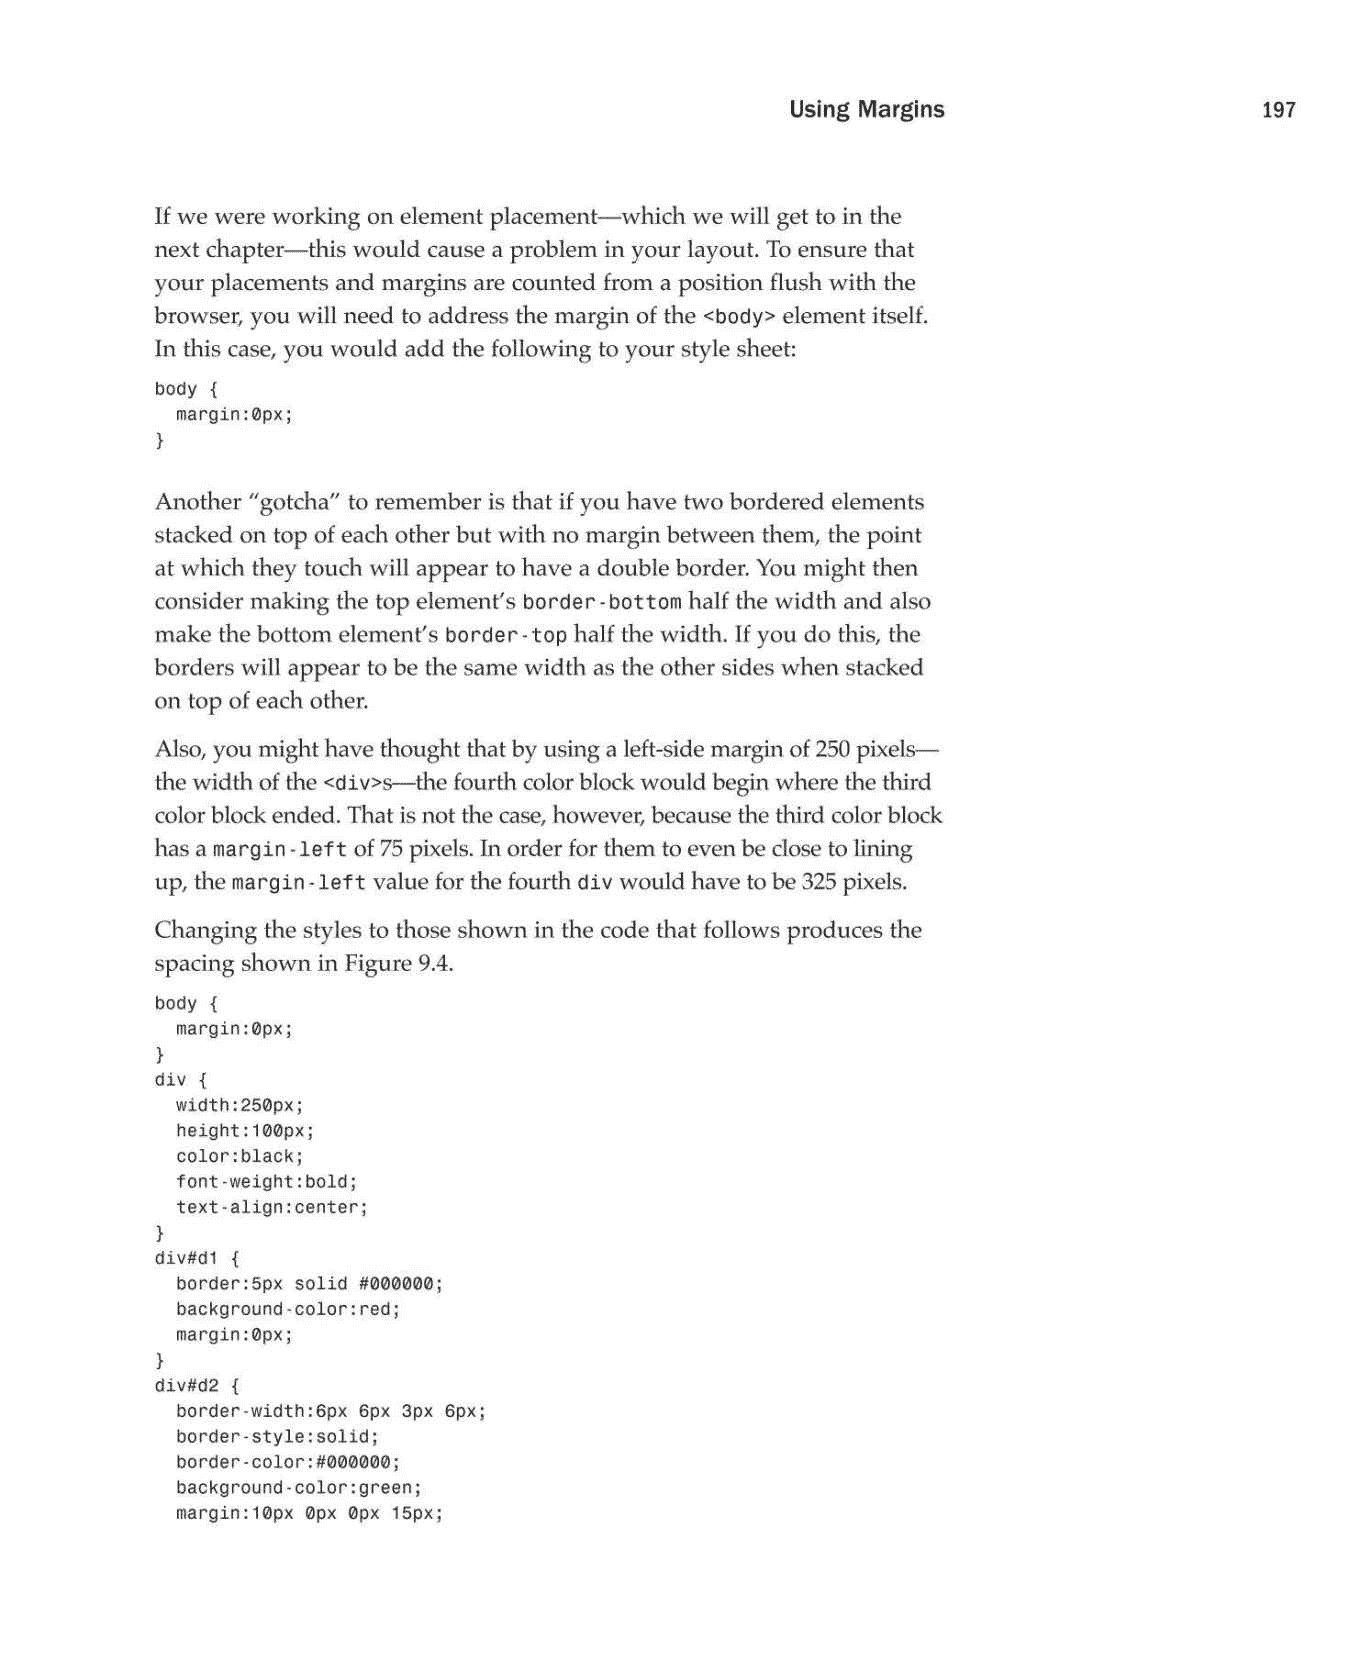 Using Margins 197
If we were working on element placement—which we will get to in the
next chapter—this would cause a problem in your layout. To ensure that
your placements and margins are counted from a position flush with the
browser, you will need to address the margin of the <body> element itself.
In this case, you would add the following to your style sheet:
body {
  margin:0px;
}
Another “gotcha” to remember is that if you have two bordered elements
stacked on top of each other but with no margin between them, the point
at which they touch will appear to have a double border. You might then
consider making the top element’s border-bottom half the width and also
make the bottom element’s border-top half the width. If you do this, the
borders will appear to be the same width as the other sides when stacked
on top of each other.
Also, you might have thought that by using a left-side margin of 250 pixels—
the width of the <div>s—the fourth color block would begin where the third
color block ended. That is not the case, however, because the third color block
has a margin-left of 75 pixels. In order for them to even be close to lining
up, the margin-left value for the fourth div would have to be 325 pixels.
Changing the styles to those shown in the code that follows produces the
spacing shown in Figure 9.4.
body {
  margin:0px;
}
div {
  width:250px;
  height:100px;
  color:black;
  font-weight:bold;
  text-align:center;
}
div#d1 {
  border:5px solid #000000;
  background-color:red;
  margin:0px;
}
div#d2 {
  border-width:6px 6px 3px 6px;
  border-style:solid;
  border-color:#000000;
  background-color:green;
  margin:10px 0px 0px 15px;